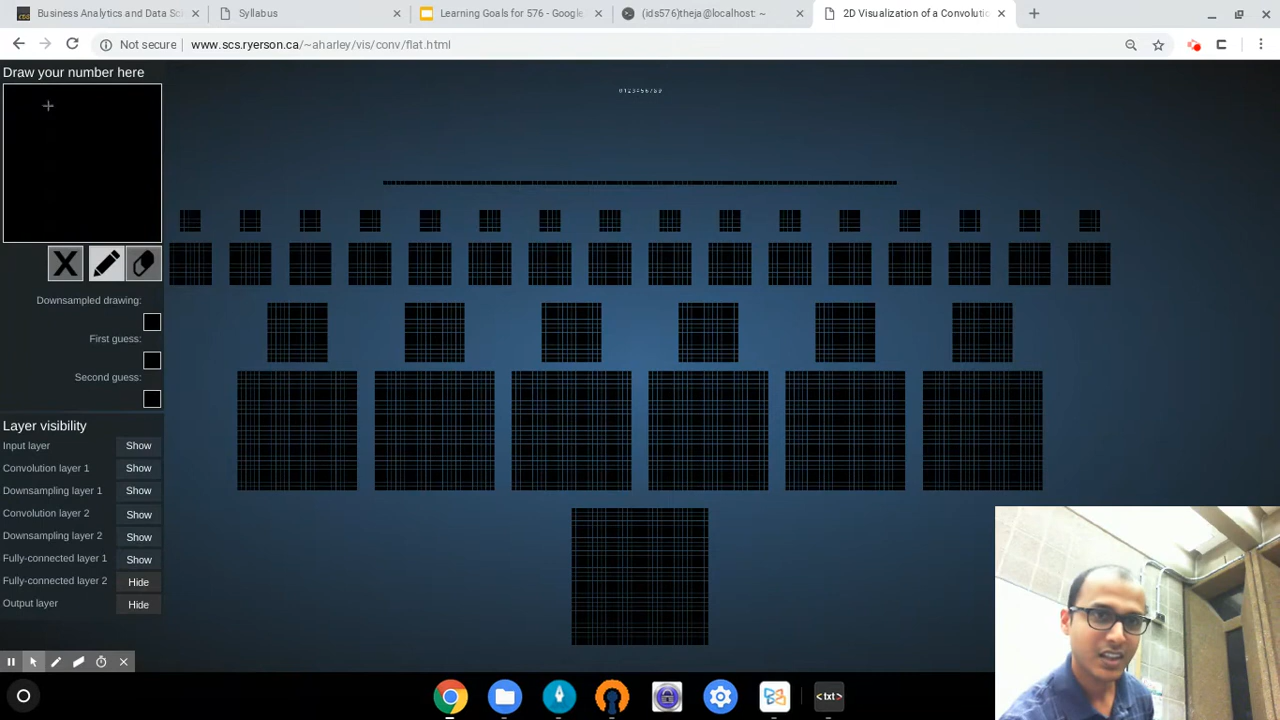 Business Analytics and Data Sci
Syllabus
Learning Goals for 576 - Google
(ids576)theja@localhost: ~
2D Visualization of a Convolutic
Not secure
www.scs.ryerson.ca/~aharley/vis/conv/flat.html
Draw your number here
0123456789
X
Downsampled drawing:
First guess:
Second guess:
Layer visibility
Input layer Show
Convolution layer 1 Show
Downsampling layer 1 Show
Convolution layer 2 Show
Downsampling layer 2 Show
Fully-connected layer 1 Show
Fully-connected layer 2 Hide
Output layer Hide
<txt>